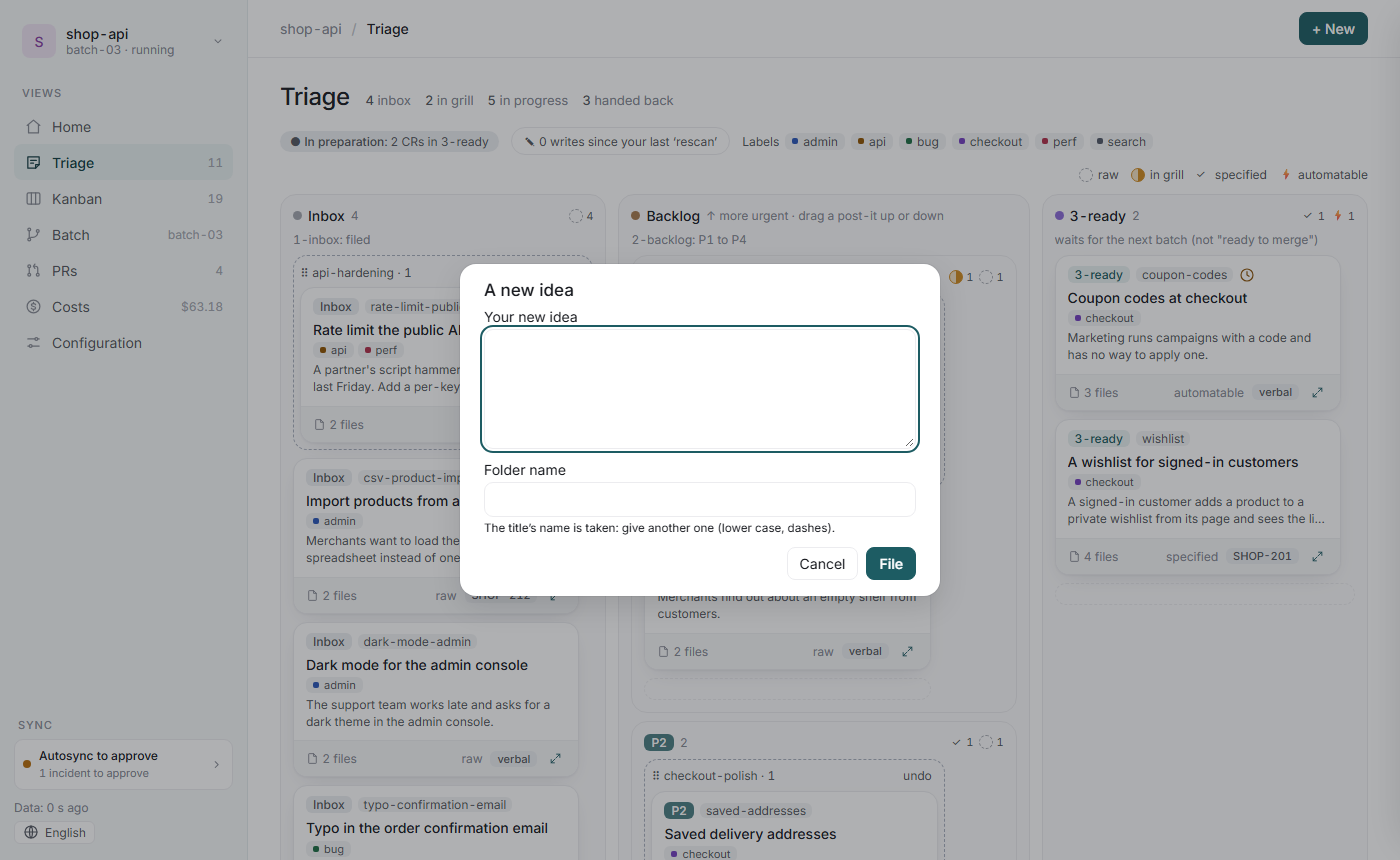 S
shop-api
batch-03 · running
VIEWS
Home
Triage 11
Kanban 19
Batch batch-03
PRs 4
Costs $63.18
Configuration
SYNC
Autosync to approve
1 incident to approve
Data: 0 s ago
English
shop-api / Triage
+ New
Triage 4 inbox 2 in grill 5 in progress 3 handed back
In preparation: 2 CRs in 3-ready 0 writes since your last ‘rescan’ Labels admin api bug checkout perf search
raw in grill specified automatable
Inbox 4 4
1-inbox: filed
api-hardening · 1
Inbox
Rate limit the public
api perf
A partner's script
last Friday. Add a per-key
2 files
Inbox
Import products from a
admin
Merchants want to load the
spreadsheet instead of one
2 files raw
Inbox dark-mode-admin
Dark mode for the admin console
admin
The support team works late and asks for a
dark theme in the admin console.
2 files raw verbal
Inbox typo-confirmation-email
Typo in the order confirmation email
bug
Backlog ↑ more urgent · drag a post-it up or down
2-backlog: P1 to P4
1 1
Merchants find out about an empty shelf from
customers.
2 files raw verbal
P2 2 1 1
checkout-polish · 1 undo
P2 saved-addresses
Saved delivery addresses
checkout
3-ready 2 1 1
waits for the next batch (not "ready to merge")
3-ready coupon-codes
Coupon codes at checkout
checkout
Marketing runs campaigns with a code and
has no way to apply one.
3 files automatable verbal
3-ready wishlist
A wishlist for signed-in customers
checkout
A signed-in customer adds a product to a
private wishlist from its page and sees the li...
4 files specified SHOP-201
A new idea
Your new idea
Folder name
The title’s name is taken: give another one (lower case, dashes).
Cancel File